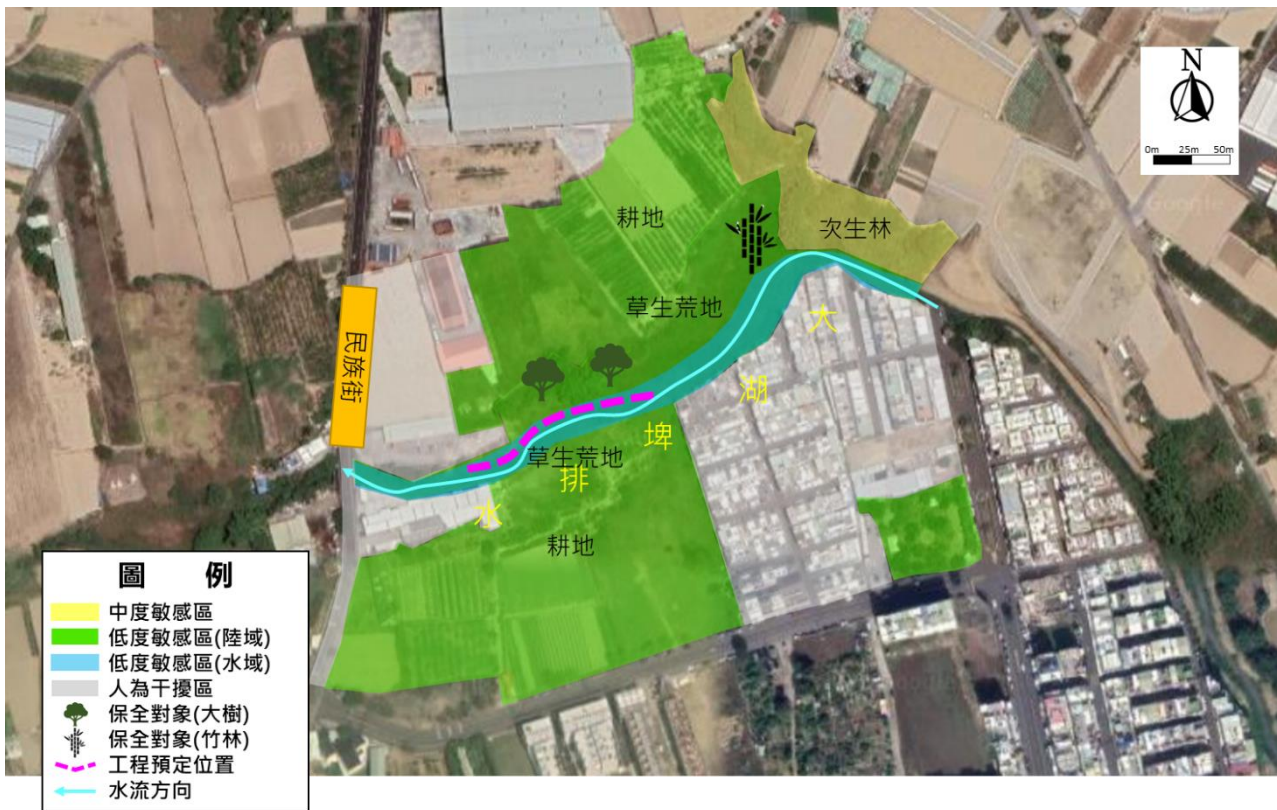 N
0m 25m 50m
耕地
次生林
草生荒地
大
湖
埤
排
水
民族街
草生荒地
耕地
圖 例
中度敏感區
低度敏感區(陸域)
低度敏感區(水域)
人為干擾區
保全對象(大樹)
保全對象(竹林)
工程預定位置
水流方向